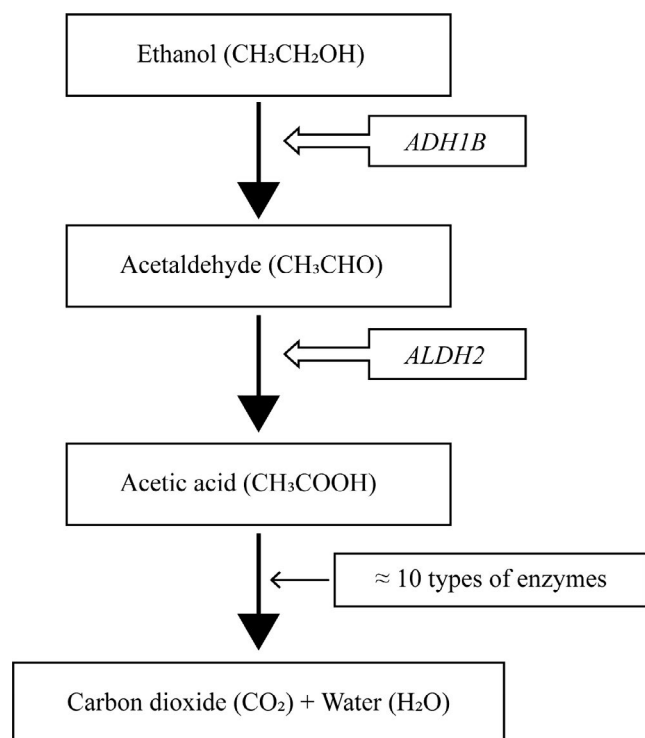 Ethanol (CH₃CH₂OH)
ADH1B
Acetaldehyde (CH₃CHO)
ALDH2
Acetic acid (CH₃COOH)
≈ 10 types of enzymes
Carbon dioxide (CO₂) + Water (H₂O)